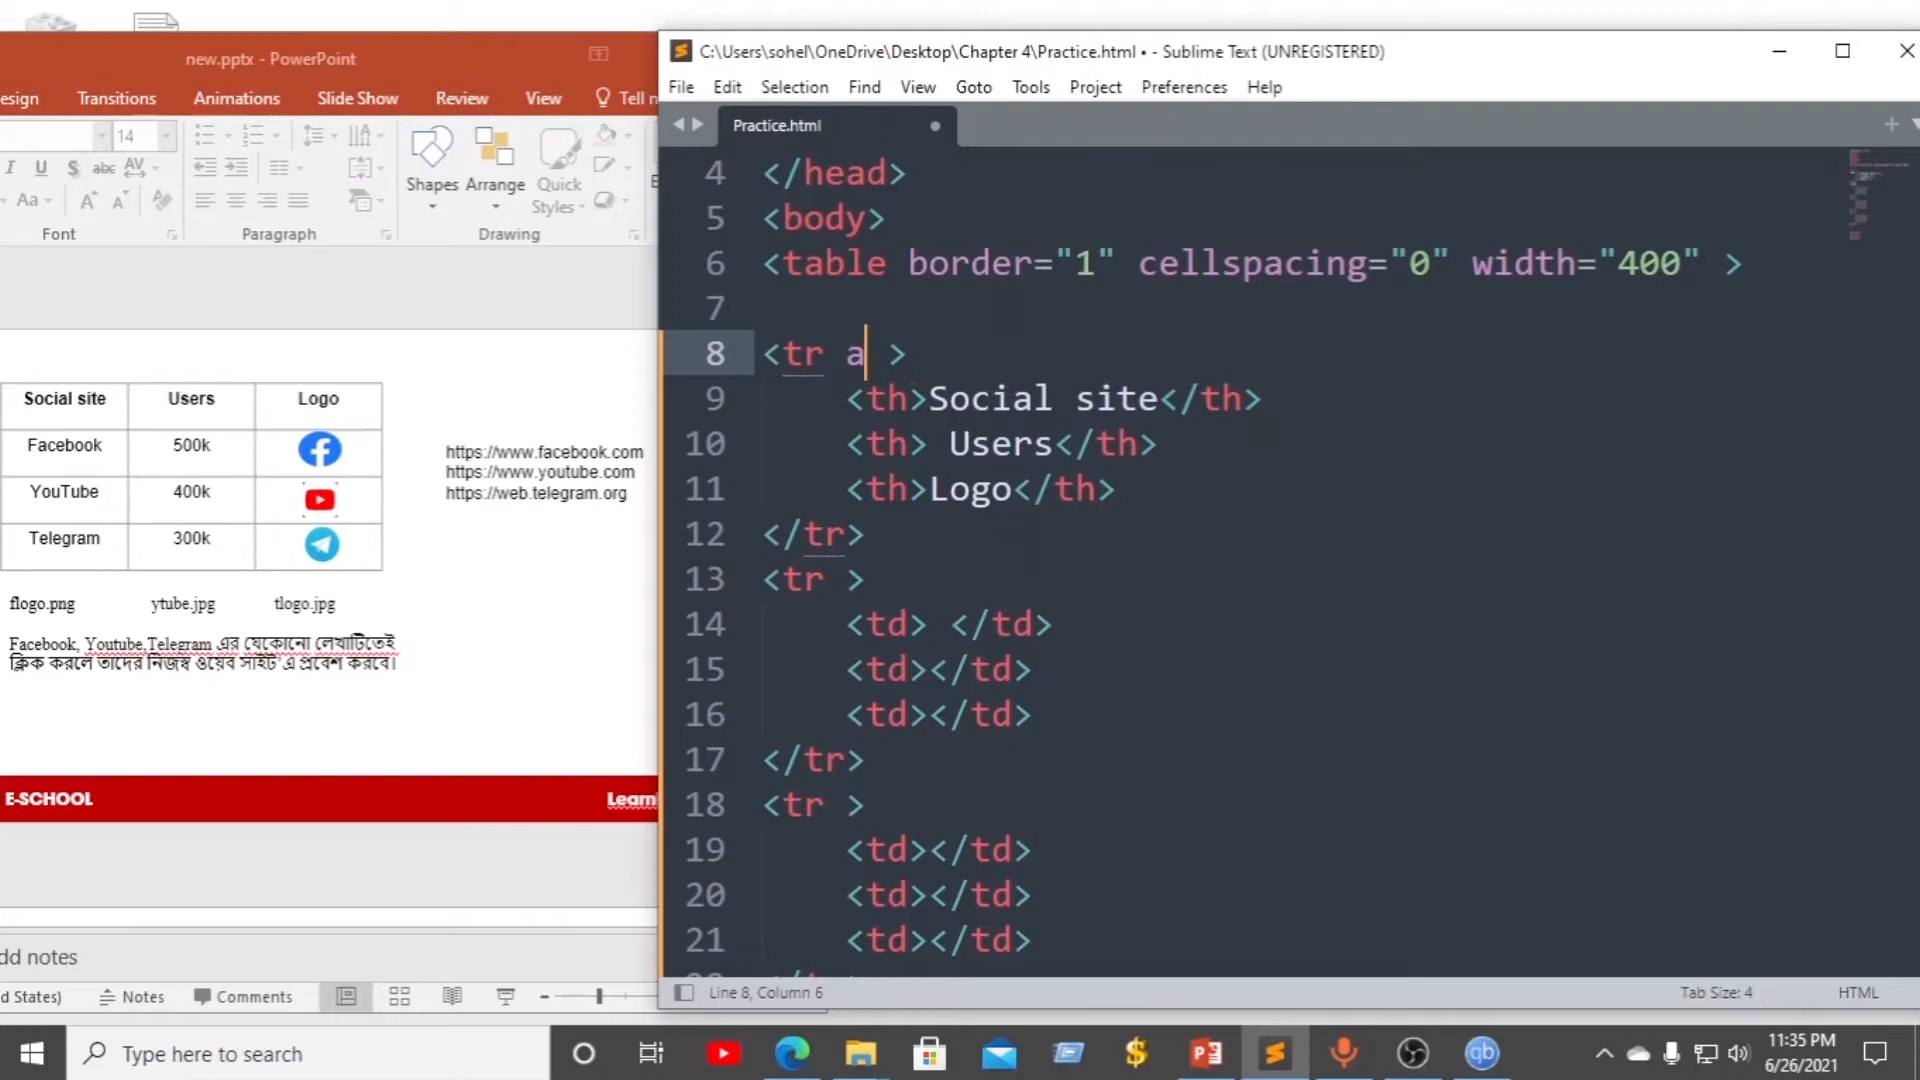 new.pptx - PowerPoint
esign Transitions Animations Slide Show Review View Tell n
14
I U S abc AV
Aa A A
Shapes Arrange Quick Styles
Font Paragraph Drawing
Social site Users Logo
Facebook 500k
YouTube 400k
Telegram 300k
https://www.facebook.com
https://www.youtube.com
https://web.telegram.org
flogo.png ytube.jpg tlogo.jpg
Facebook, Youtube,Telegram এর যেকোনো লেখাটিতেই
ক্লিক করলে তাদের নিজস্ব ওয়েব সাইট এ প্রবেশ করবে।
E-SCHOOL Learn
dd notes
d States) Notes Comments
C:\Users\sohel\OneDrive\Desktop\Chapter 4\Practice.html • - Sublime Text (UNREGISTERED)
File Edit Selection Find View Goto Tools Project Preferences Help
Practice.html
4 </head>
5 <body>
6 <table border="1" cellspacing="0" width="400" >
7
8 <tr a >
9 <th>Social site</th>
10 <th> Users</th>
11 <th>Logo</th>
12 </tr>
13 <tr >
14 <td> </td>
15 <td></td>
16 <td></td>
17 </tr>
18 <tr >
19 <td></td>
20 <td></td>
21 <td></td>
Line 8, Column 6 Tab Size: 4 HTML
Type here to search
qb
11:35 PM
6/26/2021